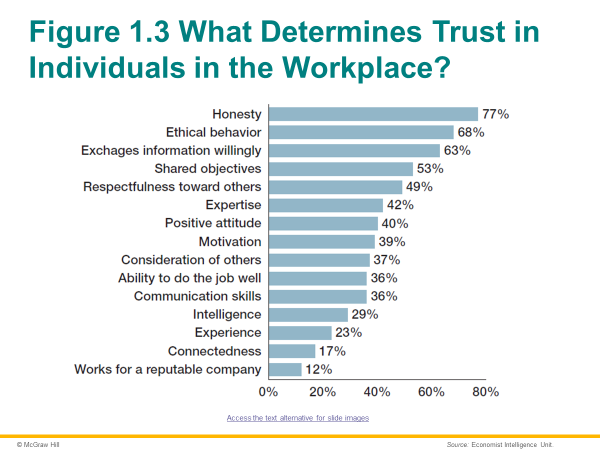 Figure 1.3 What Determines Trust in
Individuals in the Workplace?
Honesty 77%
Ethical behavior 68%
Exchages information willingly 63%
Shared objectives 53%
Respectfulness toward others 49%
Expertise 42%
Positive attitude 40%
Motivation 39%
Consideration of others 37%
Ability to do the job well 36%
Communication skills 36%
Intelligence 29%
Experience 23%
Connectedness 17%
Works for a reputable company 12%
0% 20% 40% 60% 80%
Access the text alternative for slide images
© McGraw Hill
Source: Economist Intelligence Unit.